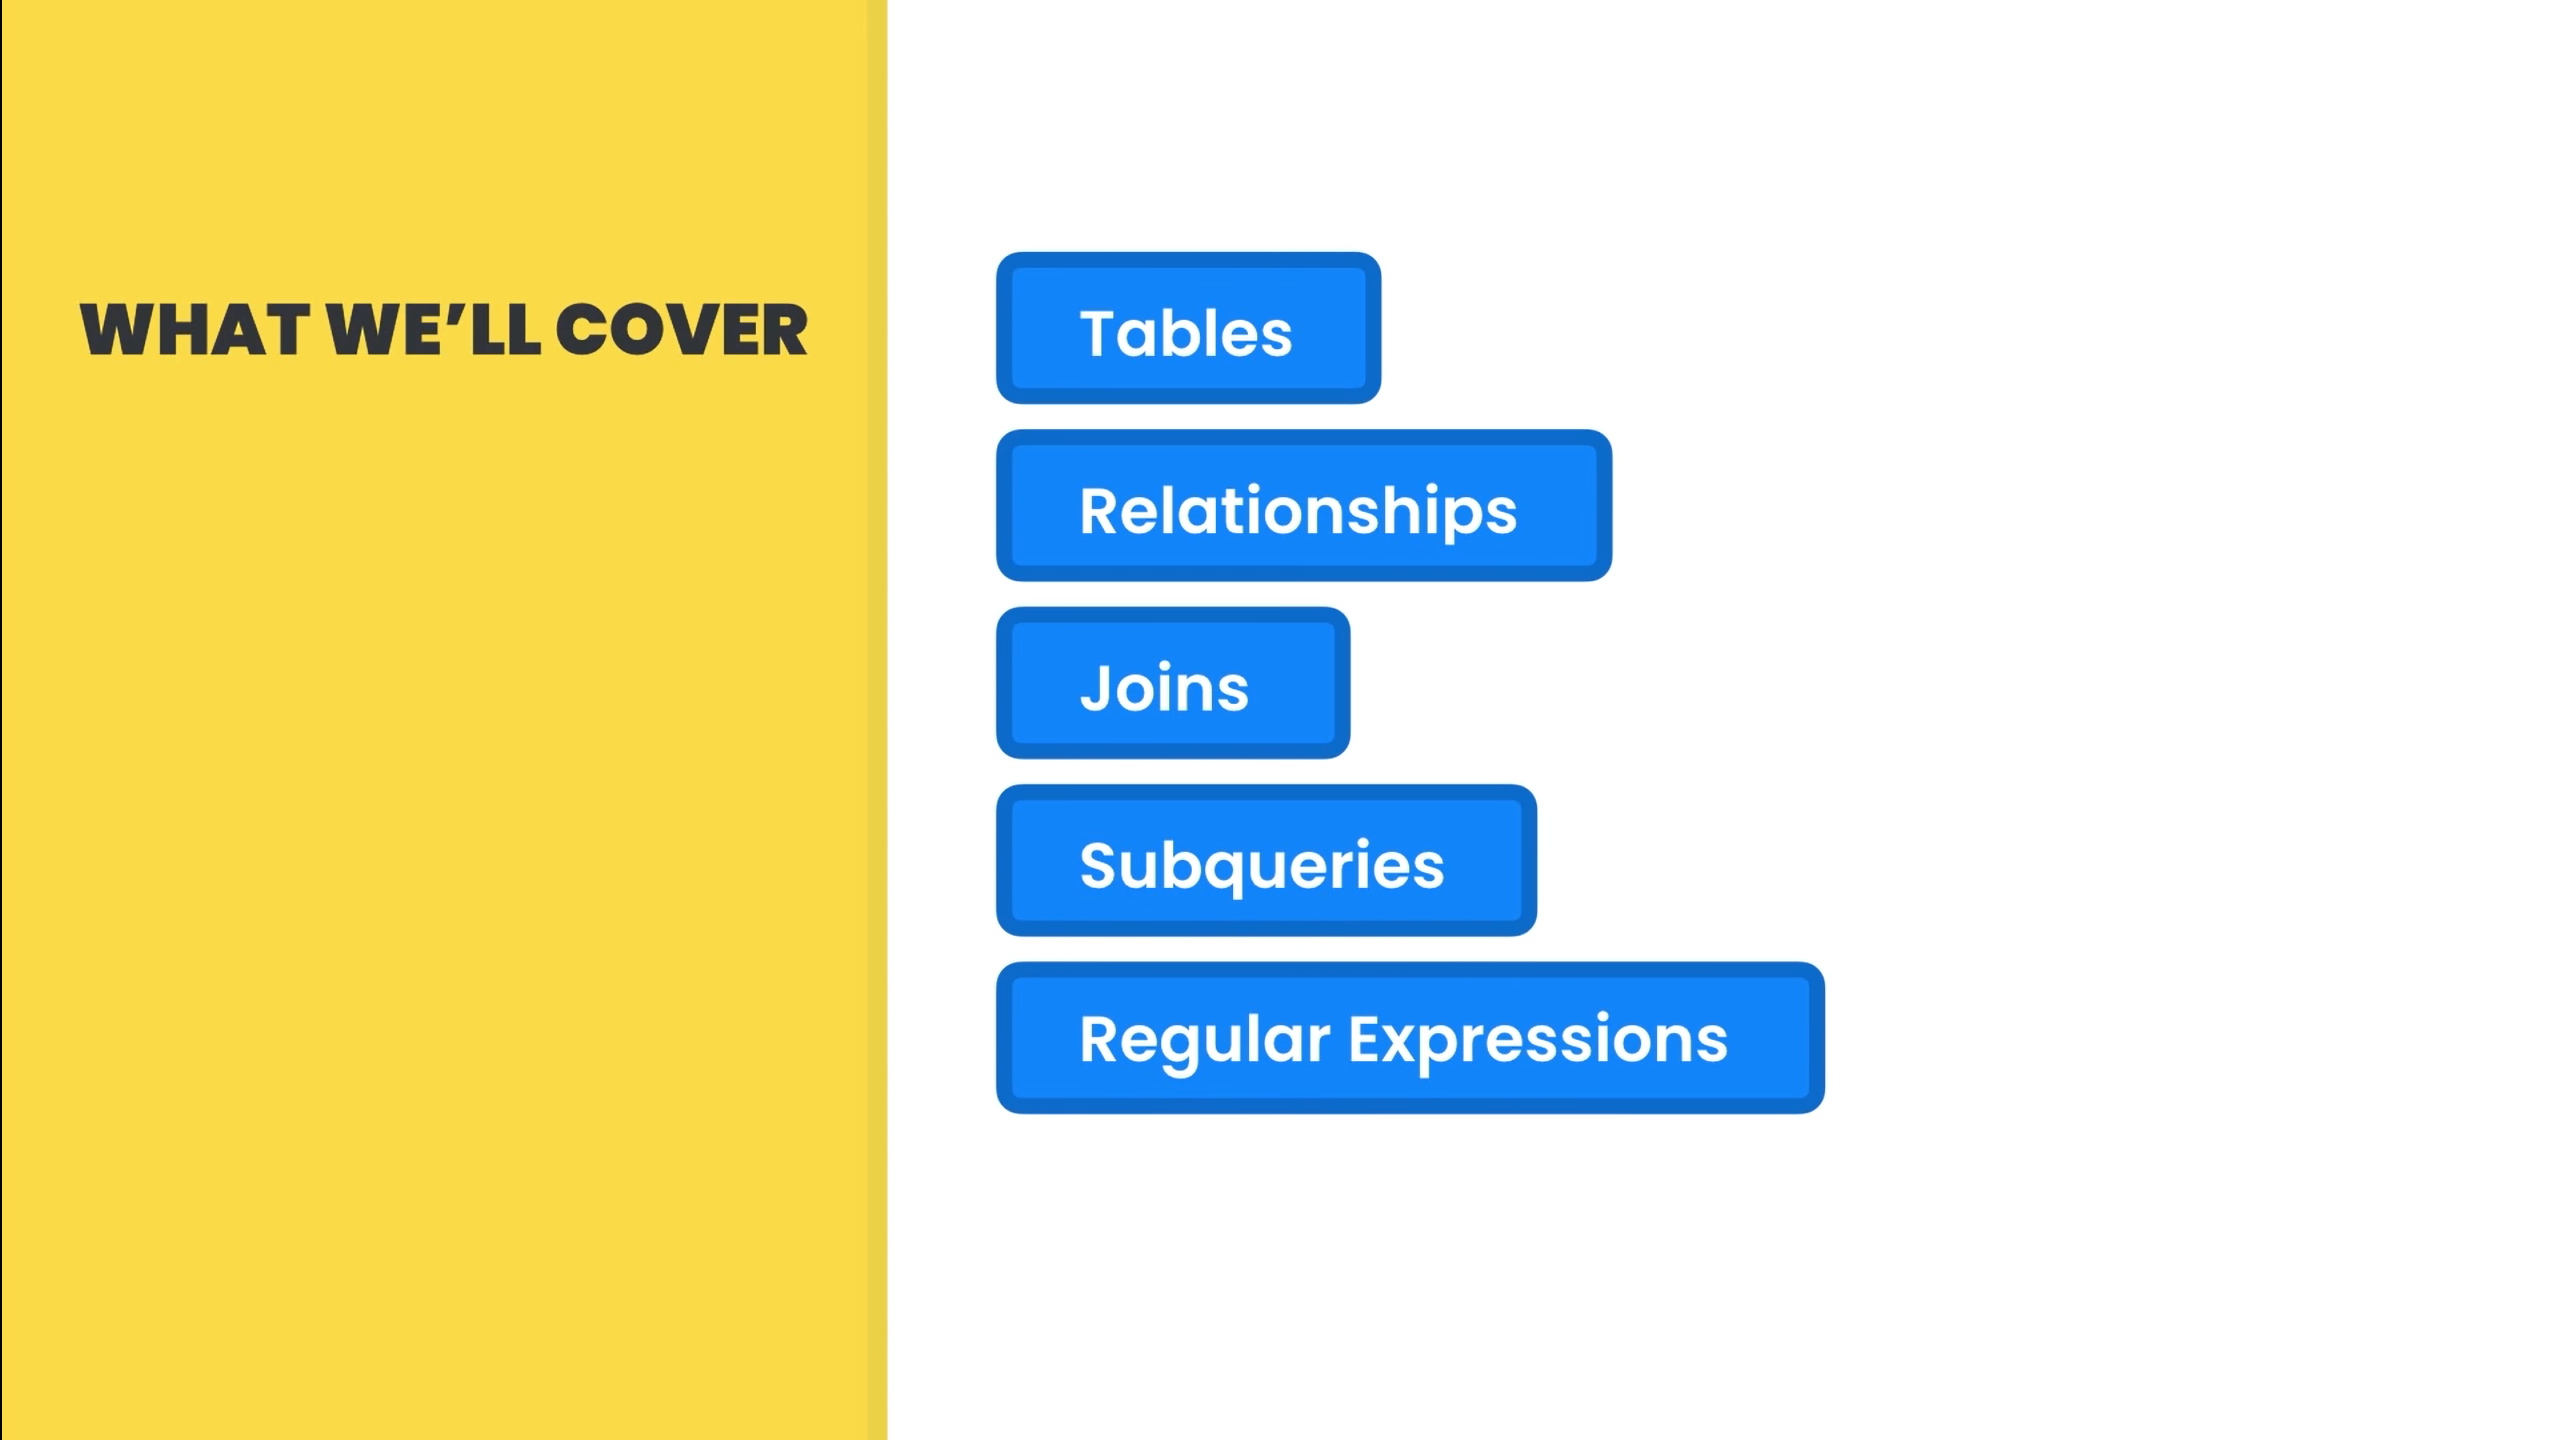 WHAT WE’LL COVER
Tables
Relationships
Joins
Subqueries
Regular Expressions